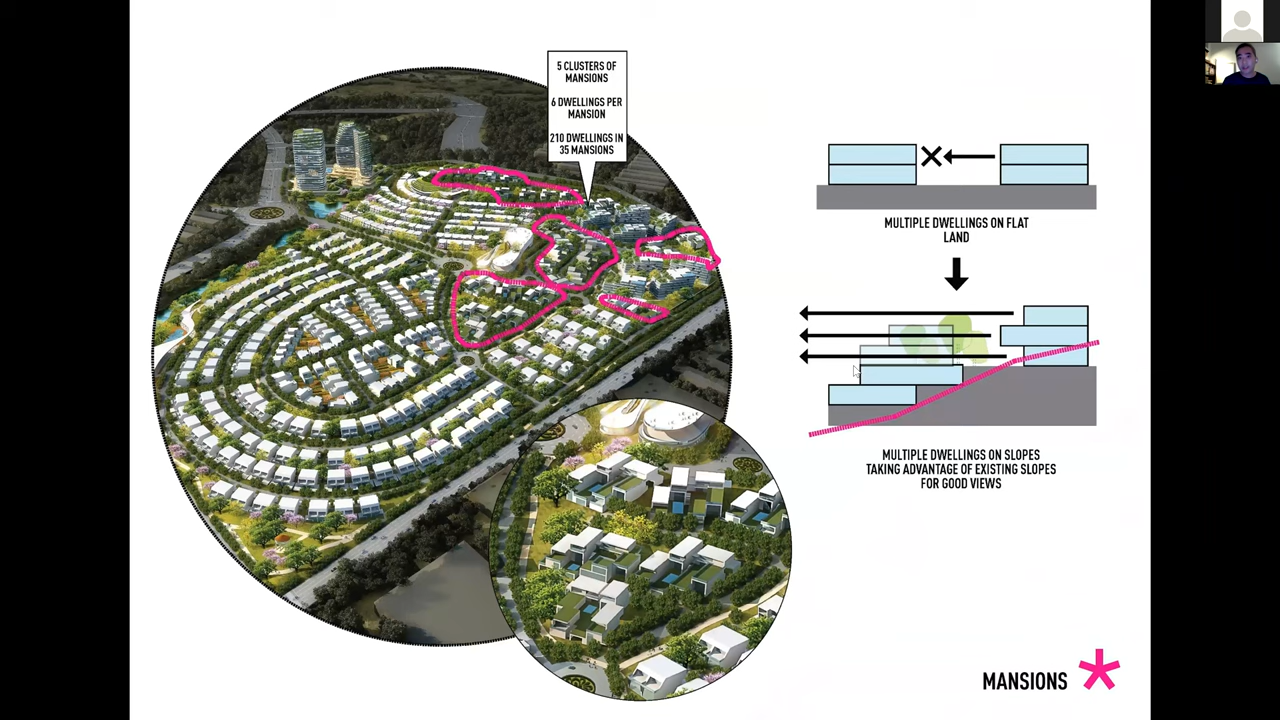 5 CLUSTERS OF
MANSIONS
6 DWELLINGS PER
MANSION
210 DWELLINGS IN
35 MANSIONS
MULTIPLE DWELLINGS ON FLAT
LAND
MULTIPLE DWELLINGS ON SLOPES
TAKING ADVANTAGE OF EXISTING SLOPES
FOR GOOD VIEWS
MANSIONS